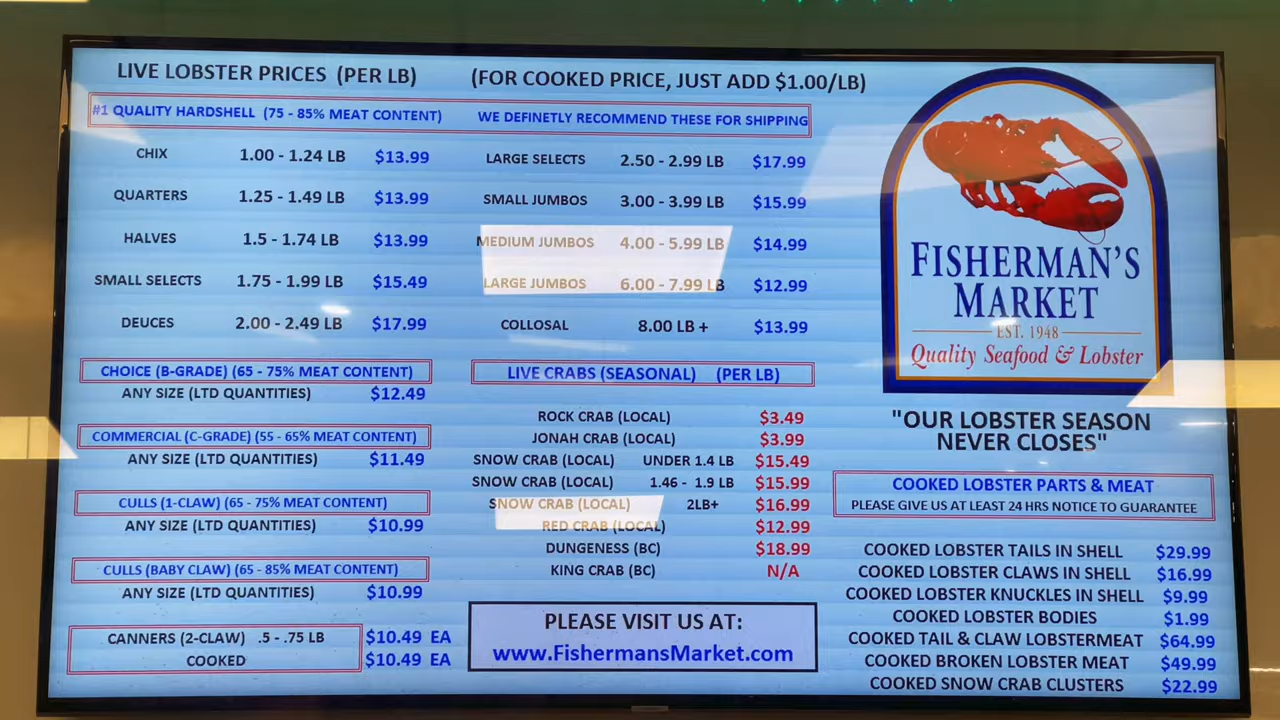 LIVE LOBSTER PRICES (PER LB) (FOR COOKED PRICE, JUST ADD $1.00/LB)
#1 QUALITY HARDSHELL (75 - 85% MEAT CONTENT) WE DEFINETLY RECOMMEND THESE FOR SHIPPING
CHIX 1.00 - 1.24 LB $13.99
QUARTERS 1.25 - 1.49 LB $13.99
HALVES 1.5 - 1.74 LB $13.99
SMALL SELECTS 1.75 - 1.99 LB $15.49
DEUCES 2.00 - 2.49 LB $17.99
LARGE SELECTS 2.50 - 2.99 LB $17.99
SMALL JUMBOS 3.00 - 3.99 LB $15.99
MEDIUM JUMBOS 4.00 - 5.99 LB $14.99
LARGE JUMBOS 6.00 - 7.99 LB $12.99
COLLOSAL 8.00 LB + $13.99
CHOICE (B-GRADE) (65 - 75% MEAT CONTENT)
ANY SIZE (LTD QUANTITIES) $12.49
COMMERCIAL (C-GRADE) (55 - 65% MEAT CONTENT)
ANY SIZE (LTD QUANTITIES) $11.49
CULLS (1-CLAW) (65 - 75% MEAT CONTENT)
ANY SIZE (LTD QUANTITIES) $10.99
CULLS (BABY CLAW) (65 - 85% MEAT CONTENT)
ANY SIZE (LTD QUANTITIES) $10.99
CANNERS (2-CLAW) .5 - .75 LB $10.49 EA
COOKED $10.49 EA
LIVE CRABS (SEASONAL) (PER LB)
ROCK CRAB (LOCAL) $3.49
JONAH CRAB (LOCAL) $3.99
SNOW CRAB (LOCAL) UNDER 1.4 LB $15.49
SNOW CRAB (LOCAL) 1.46 - 1.9 LB $15.99
SNOW CRAB (LOCAL) 2LB+ $16.99
RED CRAB (LOCAL) $12.99
DUNGENESS (BC) $18.99
KING CRAB (BC) N/A
PLEASE VISIT US AT:
www.FishermansMarket.com
FISHERMAN'S
MARKET
EST. 1948
Quality Seafood & Lobster
"OUR LOBSTER SEASON
NEVER CLOSES"
COOKED LOBSTER PARTS & MEAT
PLEASE GIVE US AT LEAST 24 HRS NOTICE TO GUARANTEE
COOKED LOBSTER TAILS IN SHELL $29.99
COOKED LOBSTER CLAWS IN SHELL $16.99
COOKED LOBSTER KNUCKLES IN SHELL $9.99
COOKED LOBSTER BODIES $1.99
COOKED TAIL & CLAW LOBSTERMEAT $64.99
COOKED BROKEN LOBSTER MEAT $49.99
COOKED SNOW CRAB CLUSTERS $22.99